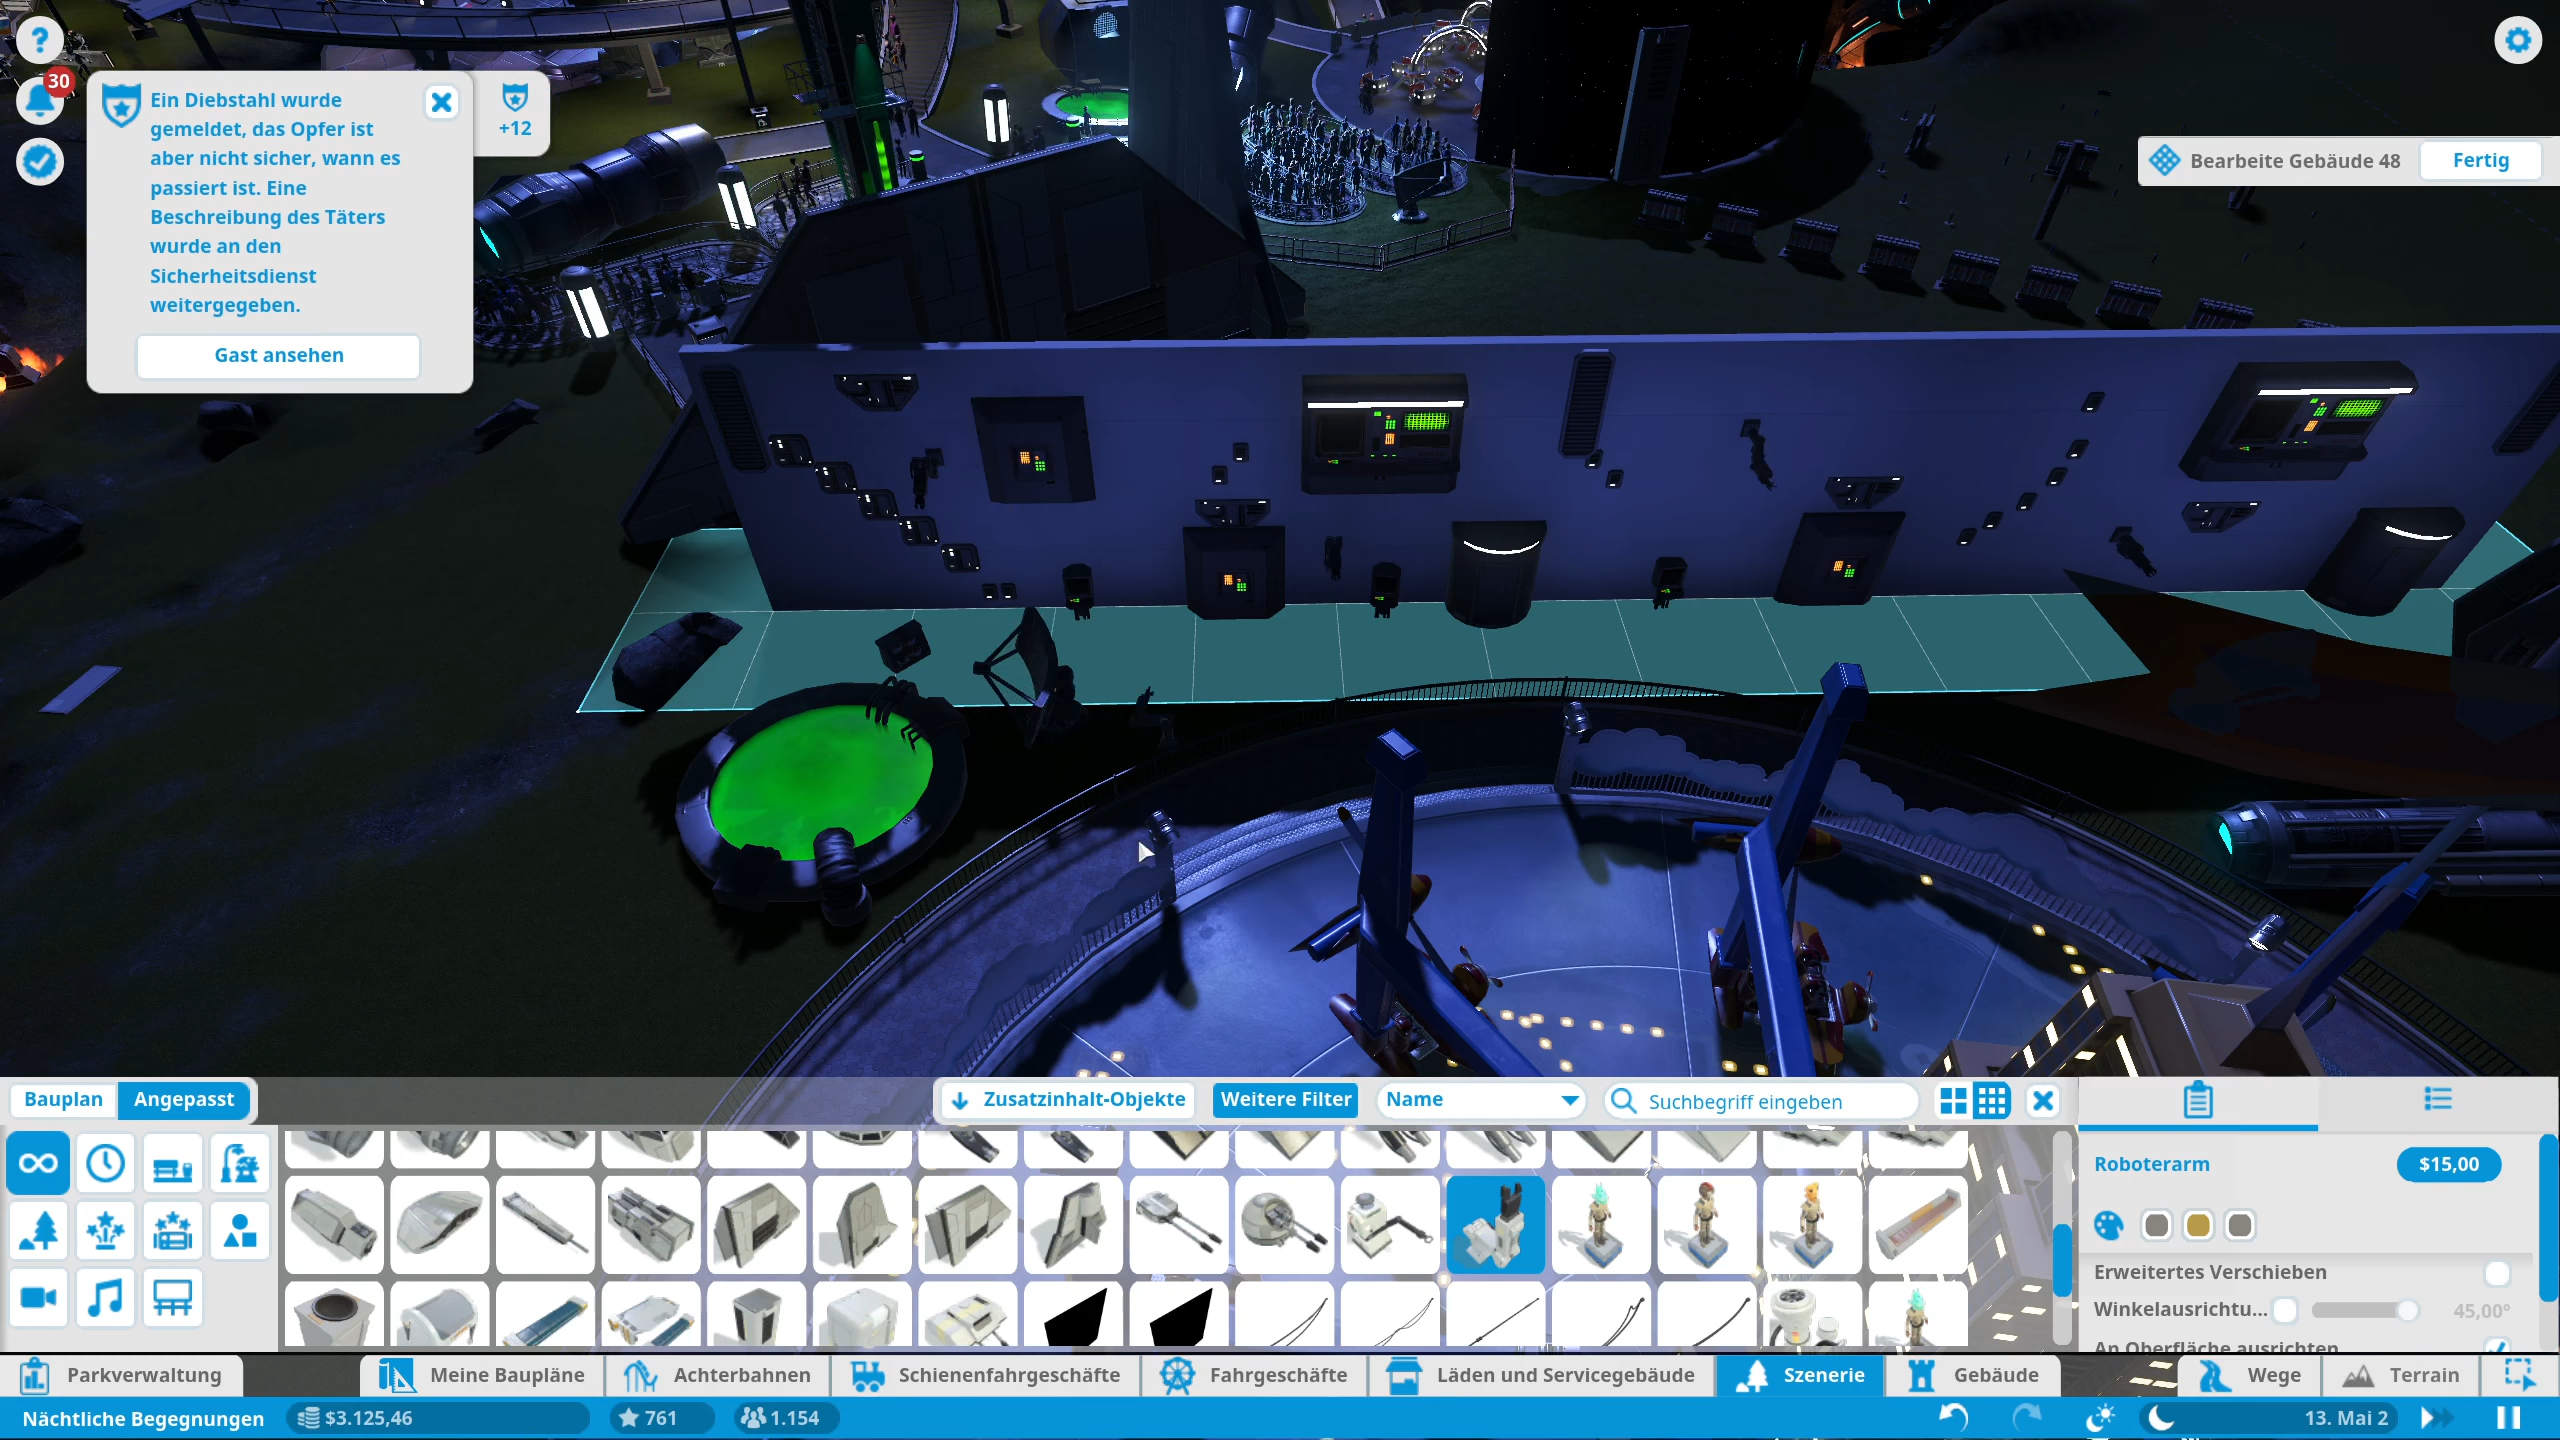 ?
30
Ein Diebstahl wurde
gemeldet, das Opfer ist
aber nicht sicher, wann es
passiert ist. Eine
Beschreibung des Täters
wurde an den
Sicherheitsdienst
weitergegeben.
Gast ansehen
+12
Bearbeite Gebäude 48
Fertig
Bauplan
Angepasst
Zusatzinhalt-Objekte
Weitere Filter
Name
Suchbegriff eingeben
Roboterarm
$15,00
Erweitertes Verschieben
Winkelausrichtu...
45,00°
An Oberfläche ausrichten
Parkverwaltung
Meine Baupläne
Achterbahnen
Schienenfahrgeschäfte
Fahrgeschäfte
Läden und Servicegebäude
Szenerie
Gebäude
Wege
Terrain
Nächtliche Begegnungen
$3.125,46
761
1.154
13. Mai 2